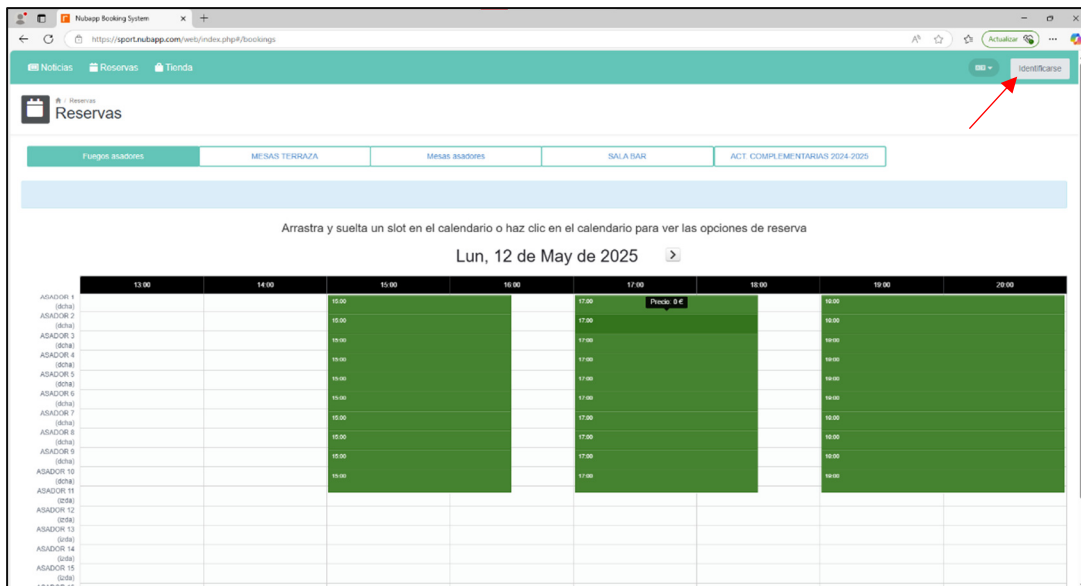 Nubapp Booking System
https://sport.nubapp.com/web/index.php#/bookings
Actualizar
Noticias Reservas Tienda
Identificarse
/ Reservas
Reservas
Fuegos asadores MESAS TERRAZA Mesas asadores SALA BAR ACT. COMPLEMENTARIAS 2024-2025
Arrastra y suelta un slot en el calendario o haz clic en el calendario para ver las opciones de reserva
Lun, 12 de May de 2025 >
13:00 14:00 15:00 16:00 17:00 18:00 19:00 20:00
ASADOR 1
(dcha)
15:00 17:00 Precio: 0 € 19:00
ASADOR 2
(dcha)
15:00 17:00 19:00
ASADOR 3
(dcha)
15:00 17:00 19:00
ASADOR 4
(dcha)
15:00 17:00 19:00
ASADOR 5
(dcha)
15:00 17:00 19:00
ASADOR 6
(dcha)
15:00 17:00 19:00
ASADOR 7
(dcha)
15:00 17:00 19:00
ASADOR 8
(dcha)
15:00 17:00 19:00
ASADOR 9
(dcha)
15:00 17:00 19:00
ASADOR 10
(dcha)
15:00 17:00 19:00
ASADOR 11
(izda)
ASADOR 12
(izda)
ASADOR 13
(izda)
ASADOR 14
(izda)
ASADOR 15
(izda)